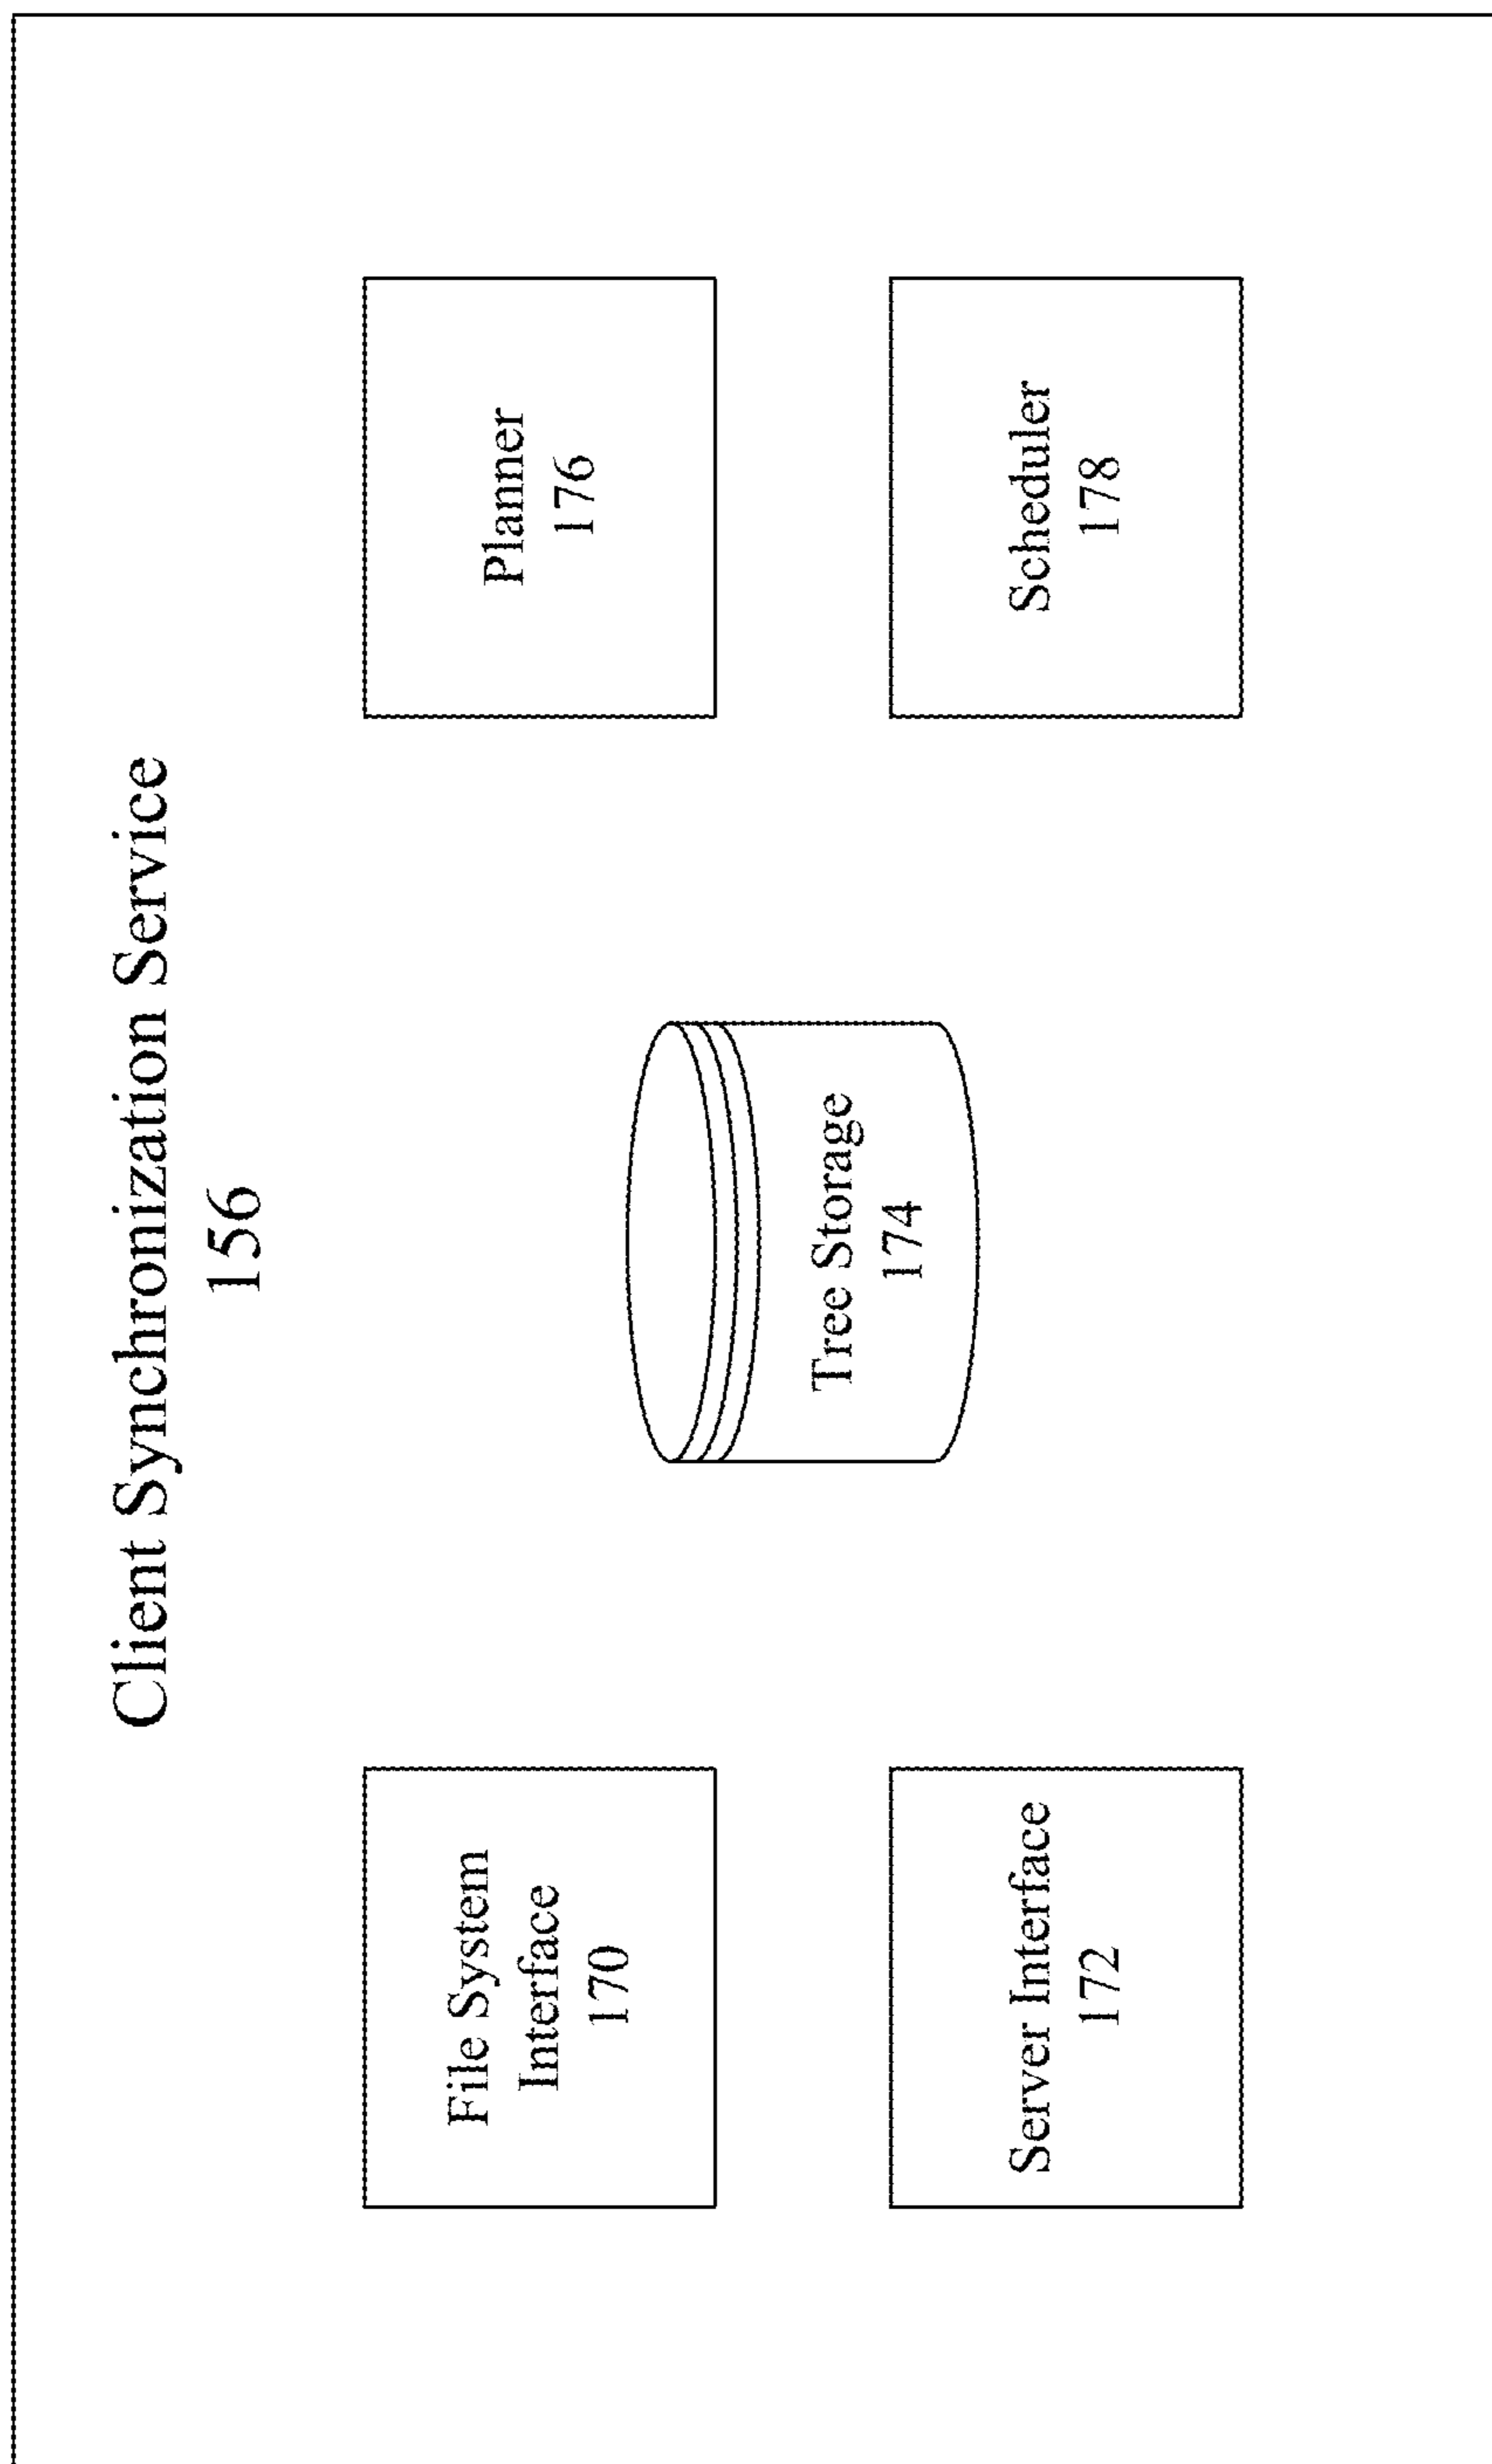 Client Synchronization Service
156
File System
Interface
170
Server Interface
172
Tree Storage
174
Planner
176
Scheduler
178